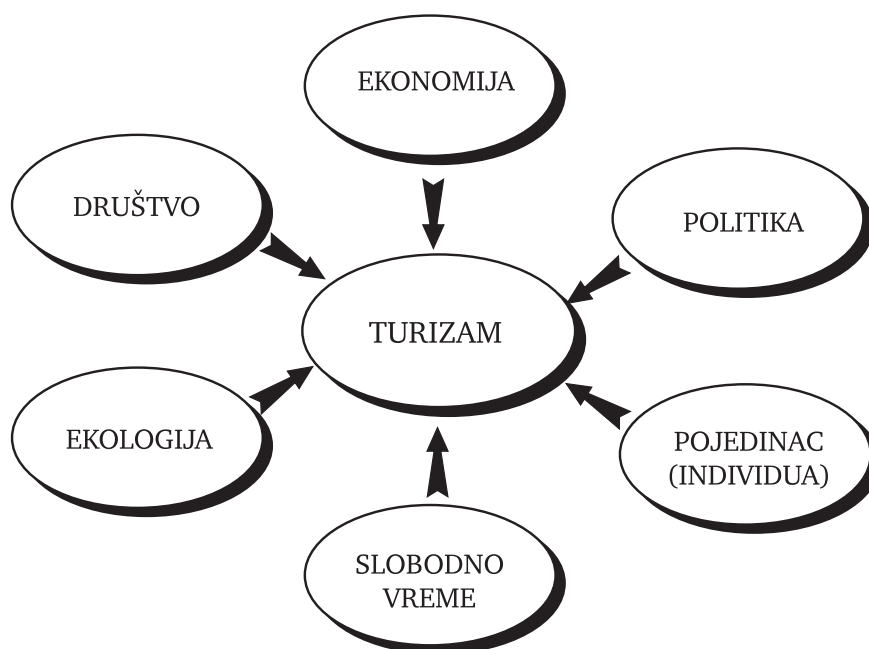 EKONOMIJA
DRUŠTVO
POLITIKA
TURIZAM
EKOLOGIJA
POJEDINAC
(INDIVIDUA)
SLOBODNO
VREME